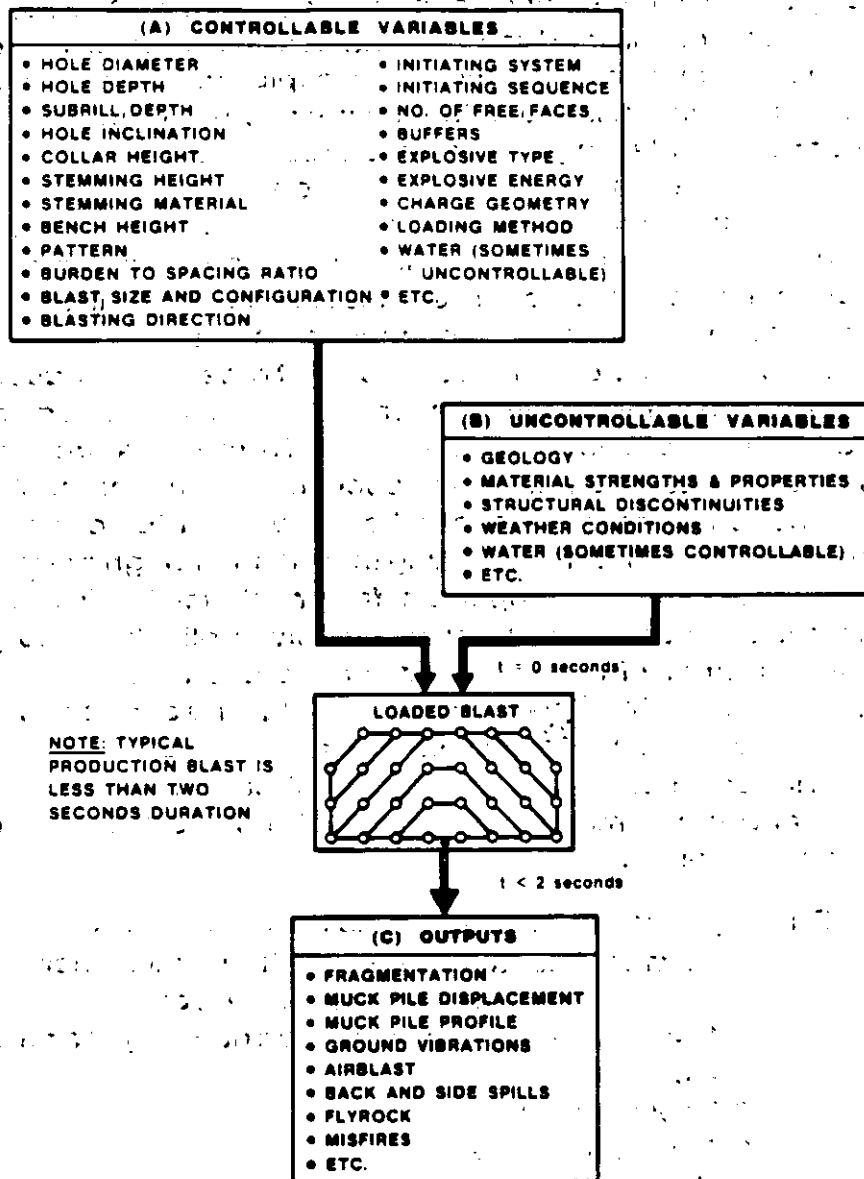 (A) CONTROLLABLE VARIABLES
• HOLE DIAMETER
• HOLE DEPTH
• SUBRILL DEPTH
• HOLE INCLINATION
• COLLAR HEIGHT
• STEMMING HEIGHT
• STEMMING MATERIAL
• BENCH HEIGHT
• PATTERN
• BURDEN TO SPACING RATIO
• BLAST SIZE AND CONFIGURATION
• BLASTING DIRECTION
• INITIATING SYSTEM
• INITIATING SEQUENCE
• NO. OF FREE FACES
• BUFFERS
• EXPLOSIVE TYPE
• EXPLOSIVE ENERGY
• CHARGE GEOMETRY
• LOADING METHOD
• WATER (SOMETIMES
UNCONTROLLABLE)
• ETC.
(B) UNCONTROLLABLE VARIABLES
• GEOLOGY
• MATERIAL STRENGTHS & PROPERTIES
• STRUCTURAL DISCONTINUITIES
• WEATHER CONDITIONS
• WATER (SOMETIMES CONTROLLABLE)
• ETC.
t = 0 seconds
LOADED BLAST
NOTE: TYPICAL
PRODUCTION BLAST IS
LESS THAN TWO
SECONDS DURATION
t < 2 seconds
(C) OUTPUTS
• FRAGMENTATION
• MUCK PILE DISPLACEMENT
• MUCK PILE PROFILE
• GROUND VIBRATIONS
• AIRBLAST
• BACK AND SIDE SPILLS
• FLYROCK
• MISFIRES
• ETC.